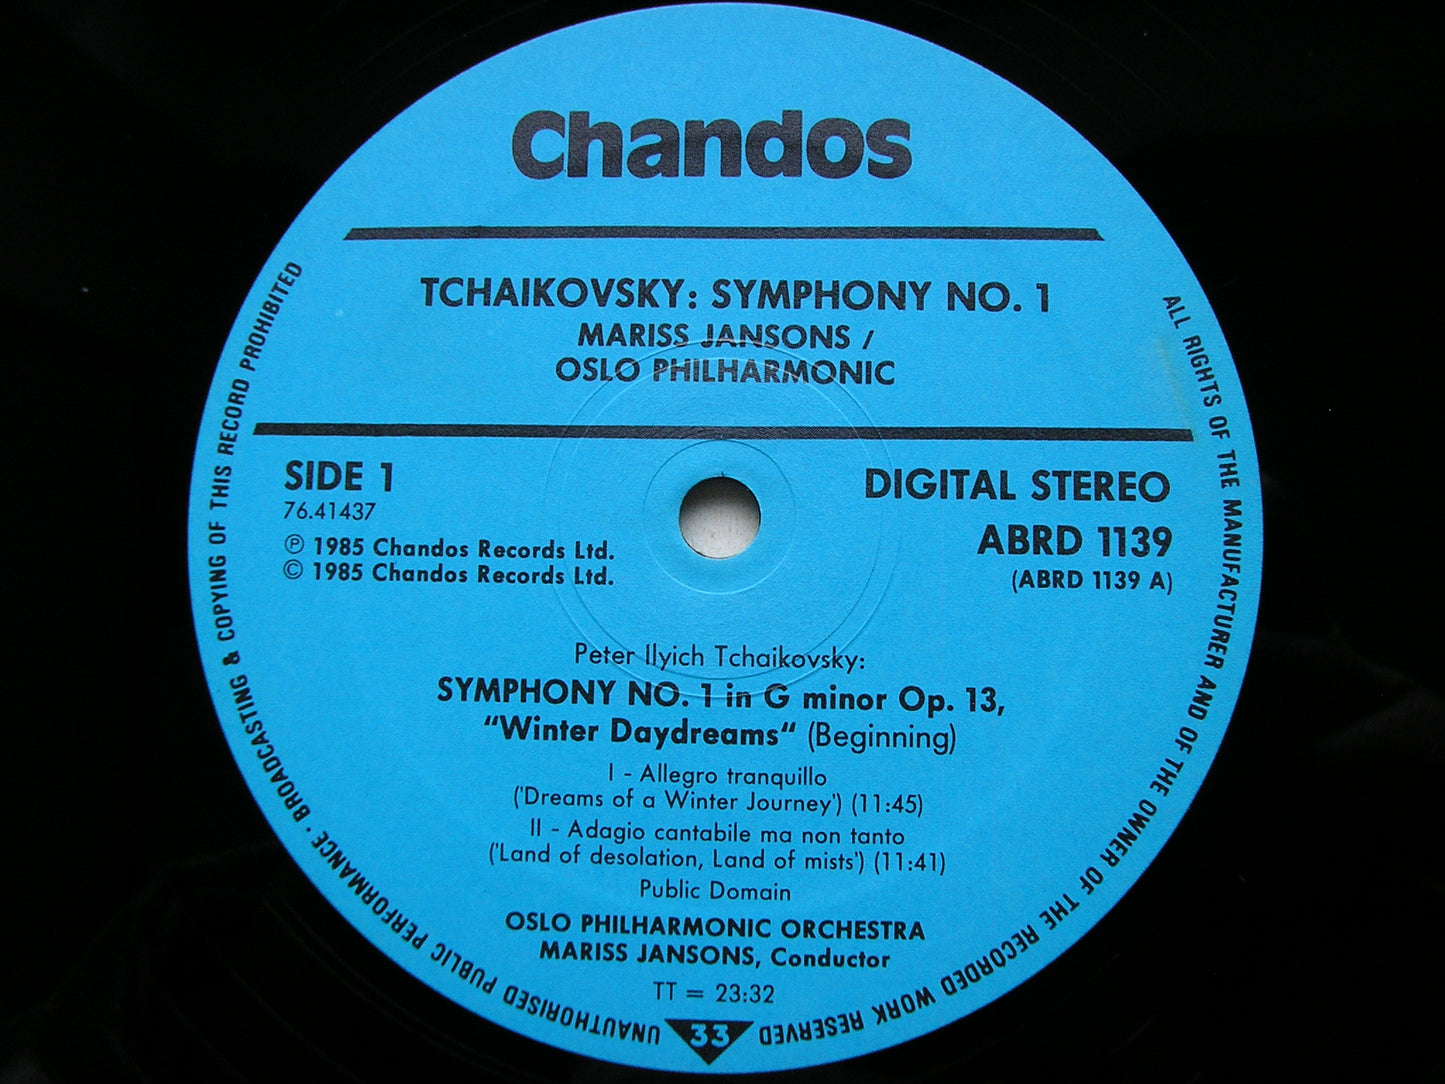 Chandos
TCHAIKOVSKY: SYMPHONY NO. 1
MARISS JANSONS /
OSLO PHILHARMONIC
SIDE 1
76.41437
℗ 1985 Chandos Records Ltd.
© 1985 Chandos Records Ltd.
DIGITAL STEREO
ABRD 1139
(ABRD 1139 A)
Peter Ilyich Tchaikovsky:
SYMPHONY NO. 1 in G minor Op. 13,
“Winter Daydreams“ (Beginning)
I - Allegro tranquillo
('Dreams of a Winter Journey') (11:45)
II - Adagio cantabile ma non tanto
('Land of desolation, Land of mists') (11:41)
Public Domain
OSLO PHILHARMONIC ORCHESTRA
MARISS JANSONS, Conductor
TT = 23:32
33
ALL RIGHTS OF THE MANUFACTURER AND OF THE OWNER OF THE RECORDED WORK RESERVED
UNAUTHORISED PUBLIC PERFORMANCE · BROADCASTING & COPYING OF THIS RECORD PROHIBITED